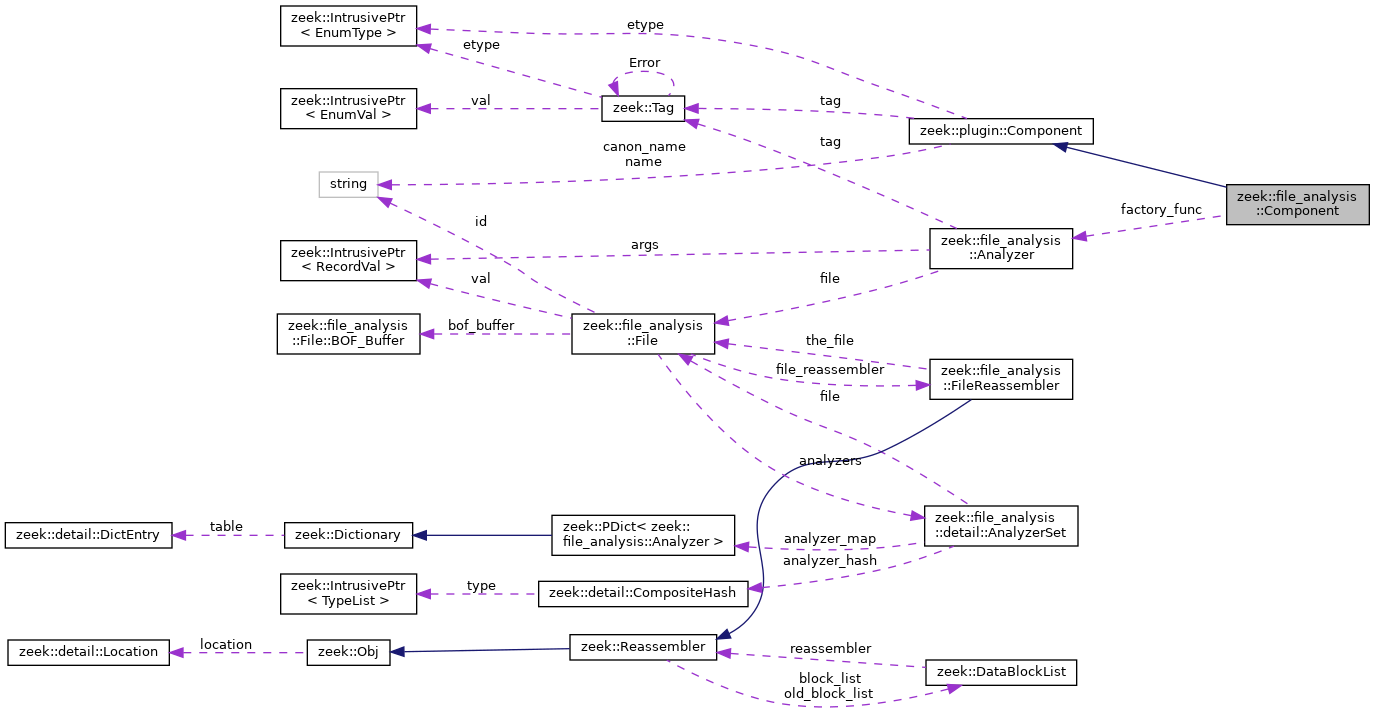 zeek::IntrusivePtr
< EnumType >
etype
etype
Error
zeek::IntrusivePtr
< EnumVal >
val
zeek::Tag
tag
zeek::plugin::Component
tag
canon_name
name
string
zeek::file_analysis
::Component
factory_func
id
zeek::IntrusivePtr
< RecordVal >
args
zeek::file_analysis
::Analyzer
val
file
zeek::file_analysis
::File::BOF_Buffer
bof_buffer
zeek::file_analysis
::File
the_file
file_reassembler
zeek::file_analysis
::FileReassembler
file
analyzers
zeek::detail::DictEntry
table
zeek::Dictionary
zeek::PDict< zeek::
file_analysis::Analyzer >
zeek::file_analysis
::detail::AnalyzerSet
analyzer_map
analyzer_hash
zeek::IntrusivePtr
< TypeList >
type
zeek::detail::CompositeHash
zeek::detail::Location
location
zeek::Obj
zeek::Reassembler
reassembler
block_list
old_block_list
zeek::DataBlockList